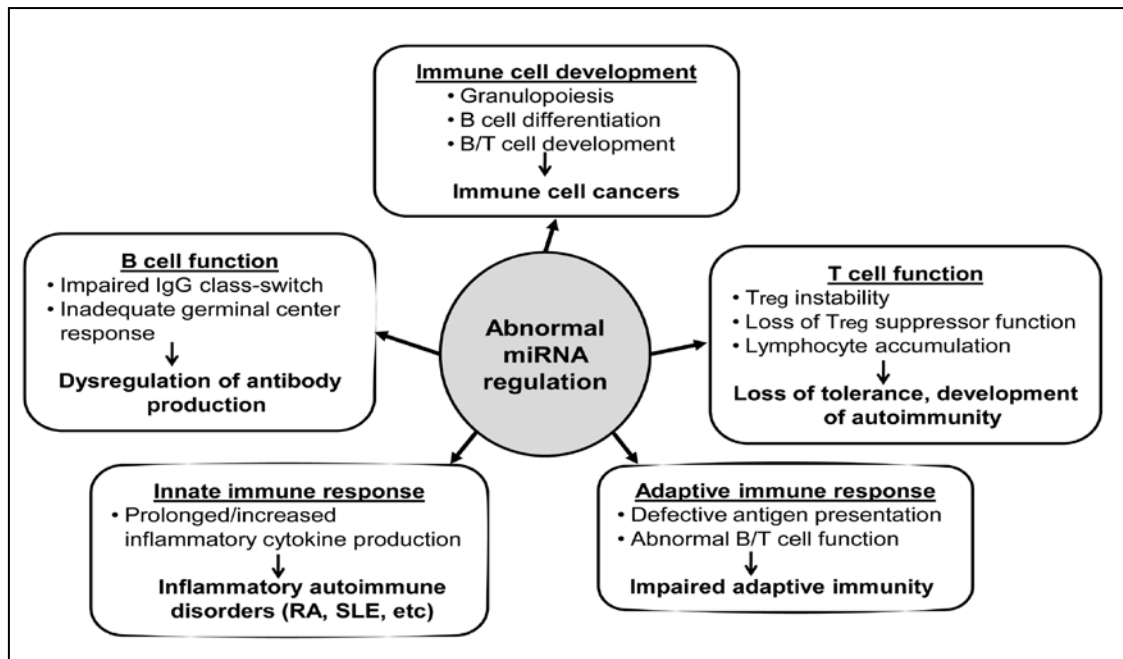 Immune cell development
• Granulopoiesis
• B cell differentiation
• B/T cell development
Immune cell cancers
B cell function
• Impaired IgG class-switch
• Inadequate germinal center
response
Dysregulation of antibody
production
Abnormal
miRNA
regulation
T cell function
• Treg instability
• Loss of Treg suppressor function
• Lymphocyte accumulation
Loss of tolerance, development
of autoimmunity
Innate immune response
• Prolonged/increased
inflammatory cytokine production
Inflammatory autoimmune
disorders (RA, SLE, etc)
Adaptive immune response
• Defective antigen presentation
• Abnormal B/T cell function
Impaired adaptive immunity